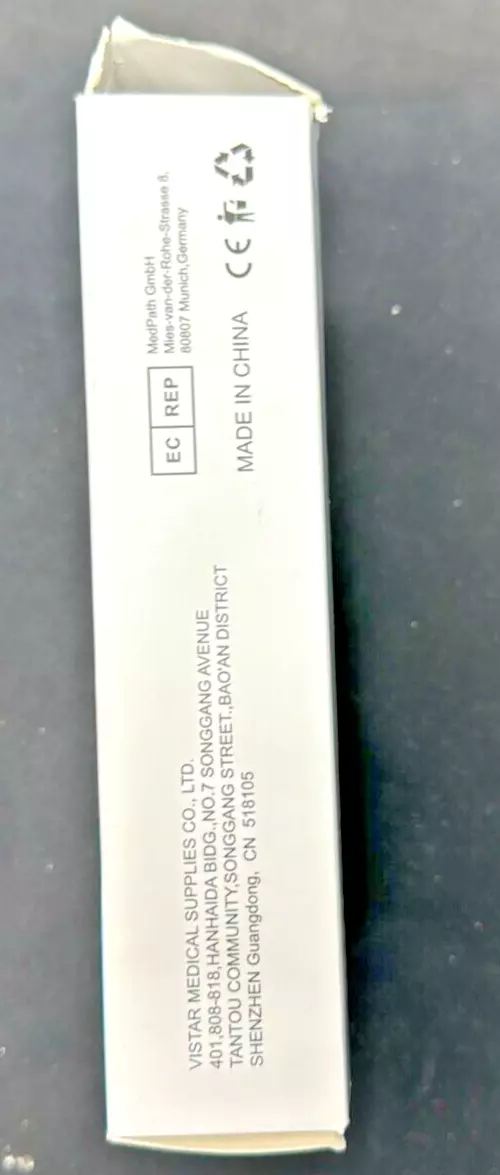 VISTAR MEDICAL SUPPLIES CO., LTD.
401,808-818,HANHAIDA BIDG.,NO.7 SONGGANG AVENUE
TANTOU COMMUNITY,SONGGANG STREET.,BAO'AN DISTRICT
SHENZHEN Guangdong, CN 518105
EC REP
MedPath GmbH
Mies-van-der-Rohe-Strasse 8,
80807 Munich,Germany
MADE IN CHINA CE